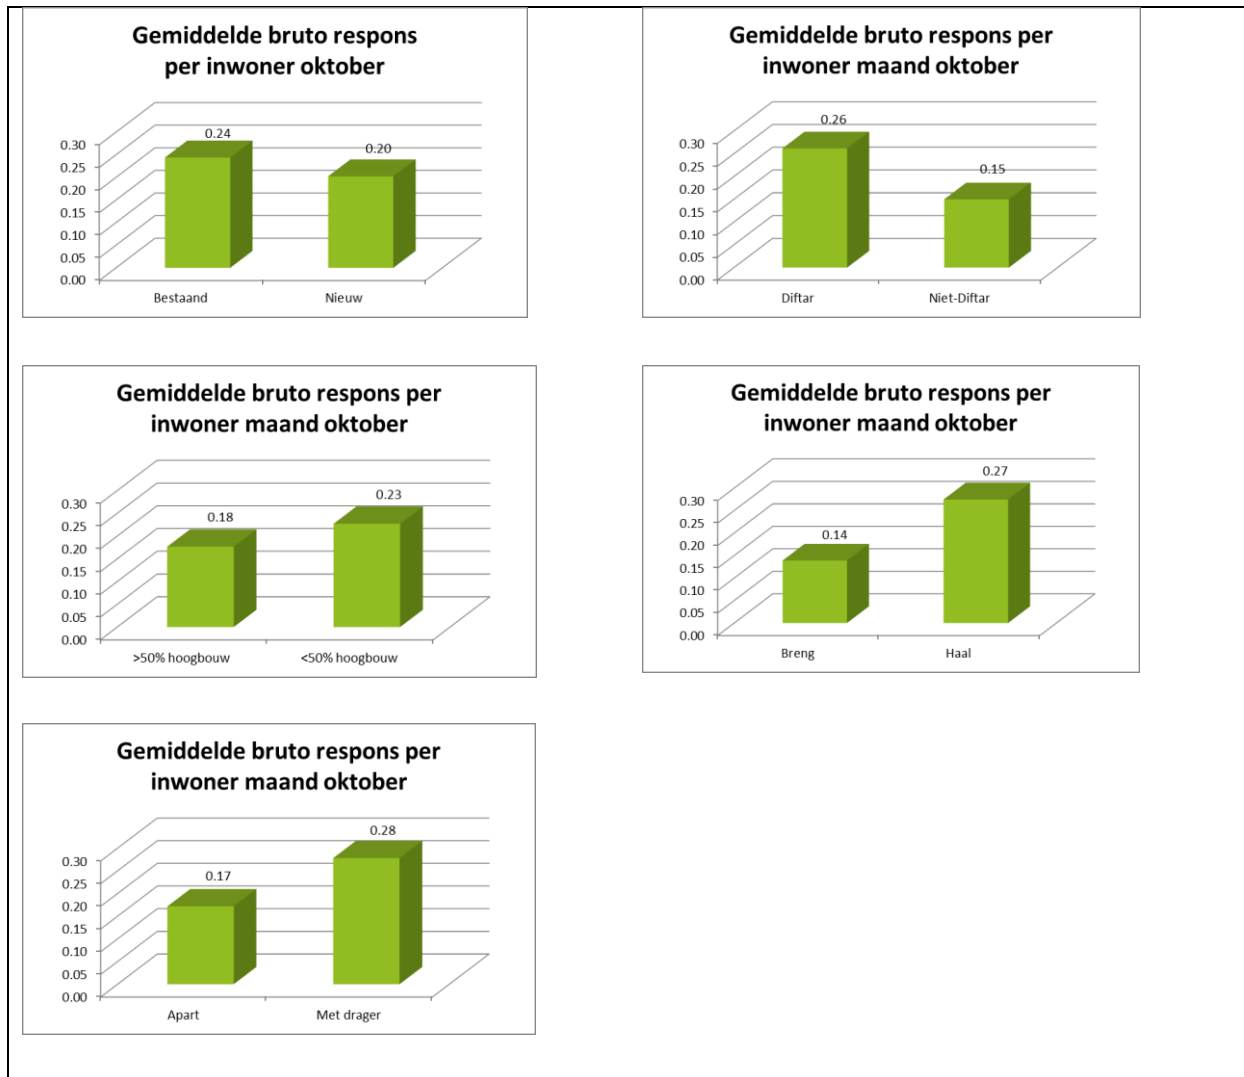 Gemiddelde bruto respons
per inwoner oktober
0.30
0.25
0.20
0.15
0.10
0.05
0.00
0.24
0.20
Bestaand
Nieuw
Gemiddelde bruto respons per
inwoner maand oktober
0.30
0.25
0.20
0.15
0.10
0.05
0.00
0.26
0.15
Diftar
Niet-Diftar
Gemiddelde bruto respons per
inwoner maand oktober
0.30
0.25
0.20
0.15
0.10
0.05
0.00
0.18
0.23
>50% hoogbouw
<50% hoogbouw
Gemiddelde bruto respons per
inwoner maand oktober
0.30
0.25
0.20
0.15
0.10
0.05
0.00
0.14
0.27
Breng
Haal
Gemiddelde bruto respons per
inwoner maand oktober
0.30
0.25
0.20
0.15
0.10
0.05
0.00
0.17
0.28
Apart
Met drager